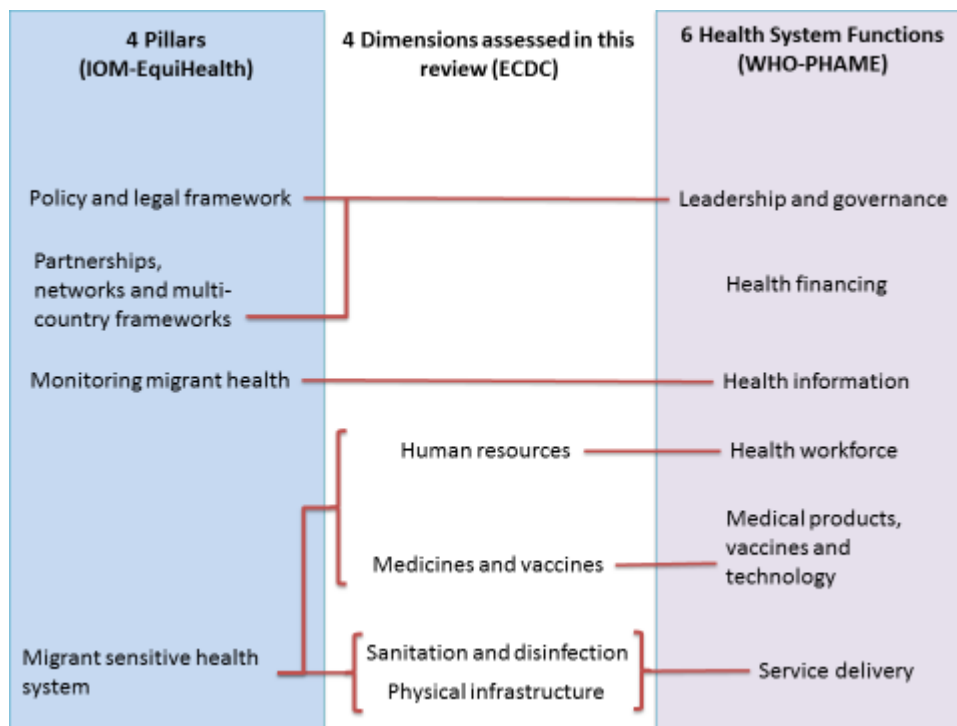 4 Pillars
(IOM-EquiHealth)
4 Dimensions assessed in this
review (ECDC)
6 Health System Functions
(WHO-PHAME)
Policy and legal framework
Leadership and governance
Partnerships,
networks and multi-
country frameworks
Health financing
Monitoring migrant health
Health information
Human resources
Health workforce
Medicines and vaccines
Medical products,
vaccines and
technology
Migrant sensitive health
system
Sanitation and disinfection
Physical infrastructure
Service delivery